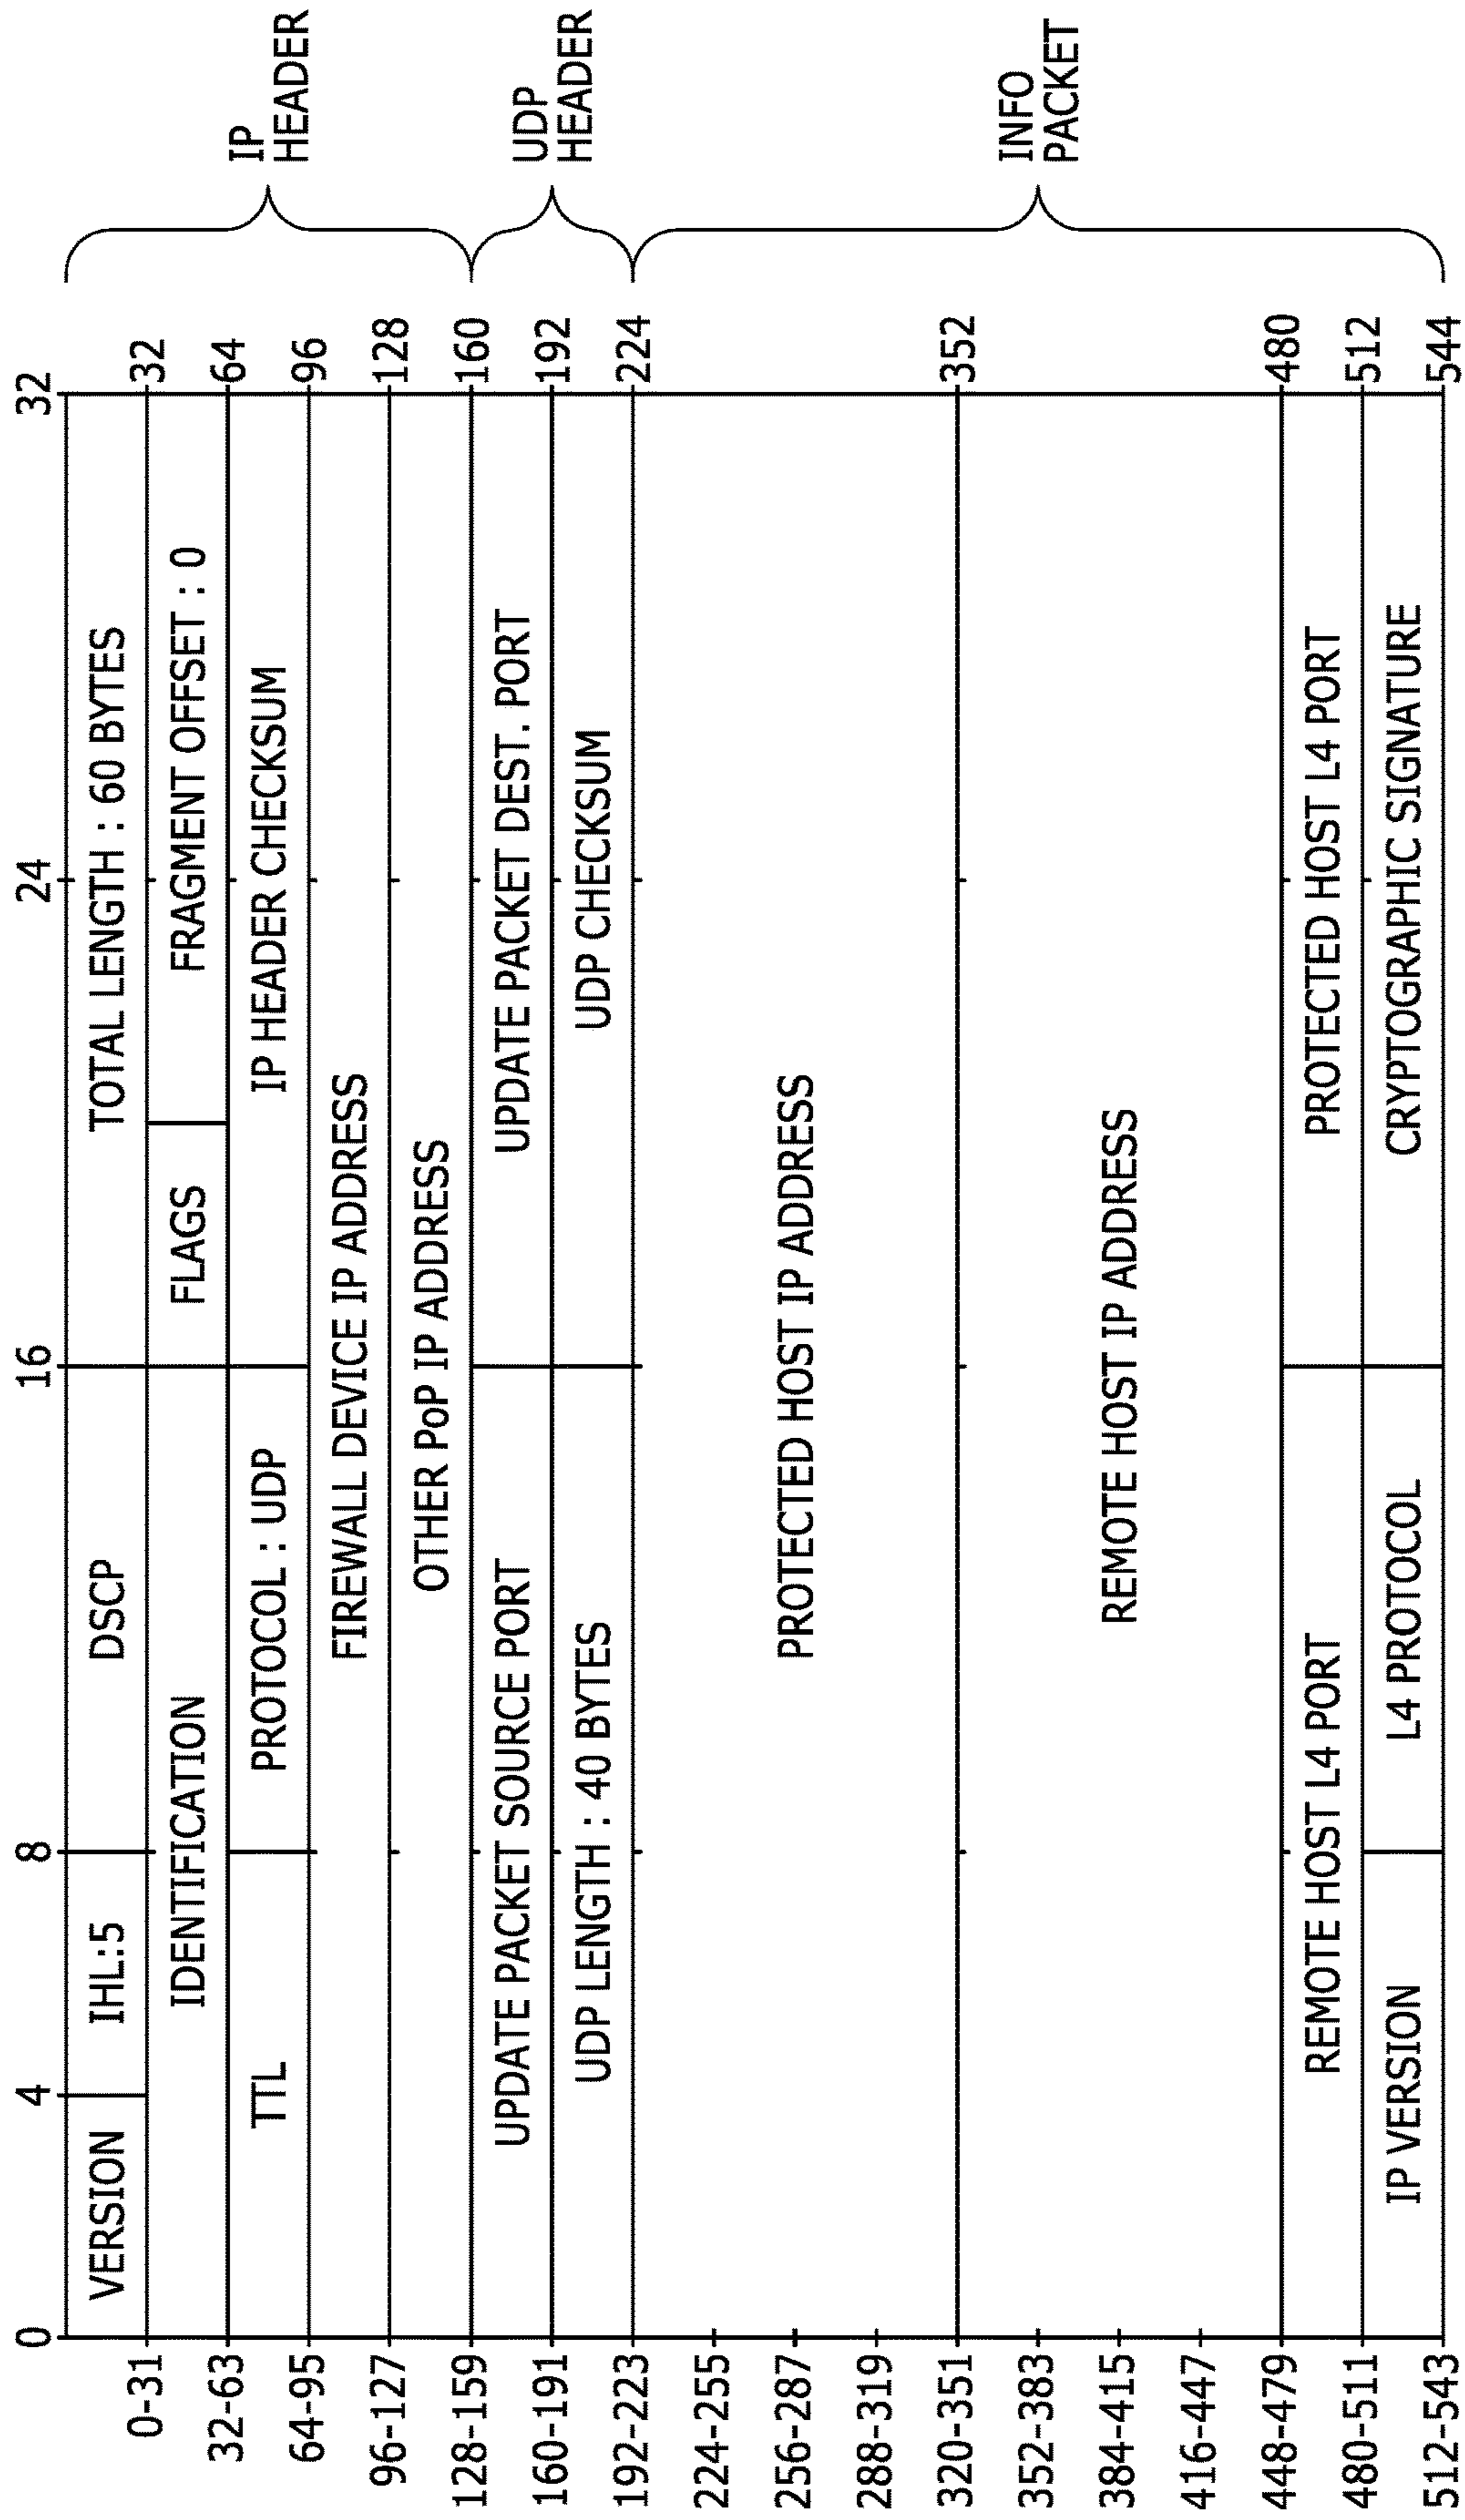 0 4 8 16 24 32
0-31 VERSION IHL:5 DSCP TOTAL LENGTH : 60 BYTES 32
32-63 IDENTIFICATION FLAGS FRAGMENT OFFSET : 0 64
64-95 TTL PROTOCOL : UDP IP HEADER CHECKSUM 96
96-127 FIREWALL DEVICE IP ADDRESS 128
128-159 OTHER PoP IP ADDRESS 160
IP
HEADER
160-191 UPDATE PACKET SOURCE PORT UPDATE PACKET DEST. PORT 192
192-223 UDP LENGTH : 40 BYTES UDP CHECKSUM 224
UDP
HEADER
224-255
256-287 PROTECTED HOST IP ADDRESS
288-319
320-351 352
352-383
384-415 REMOTE HOST IP ADDRESS
416-447
448-479 480
480-511 REMOTE HOST L4 PORT PROTECTED HOST L4 PORT 512
512-543 IP VERSION L4 PROTOCOL CRYPTOGRAPHIC SIGNATURE 544
INFO
PACKET